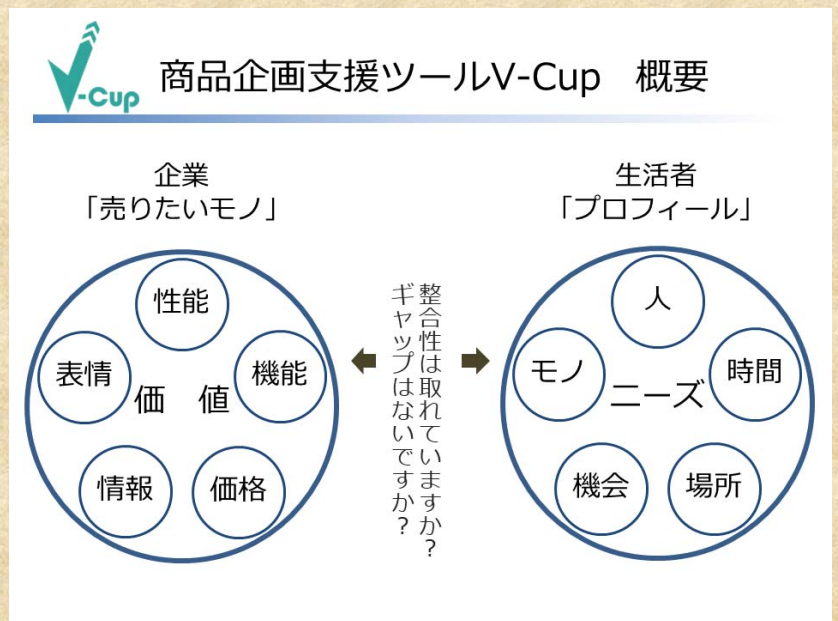 V-Cup
商品企画支援ツールV-Cup 概要
企業
「売りたいモノ」
性能
表情
機能
価 値
情報
価格
整合性は取れていますか?
ギャップはないですか?
生活者
「プロフィール」
人
モノ
時間
ニーズ
機会
場所